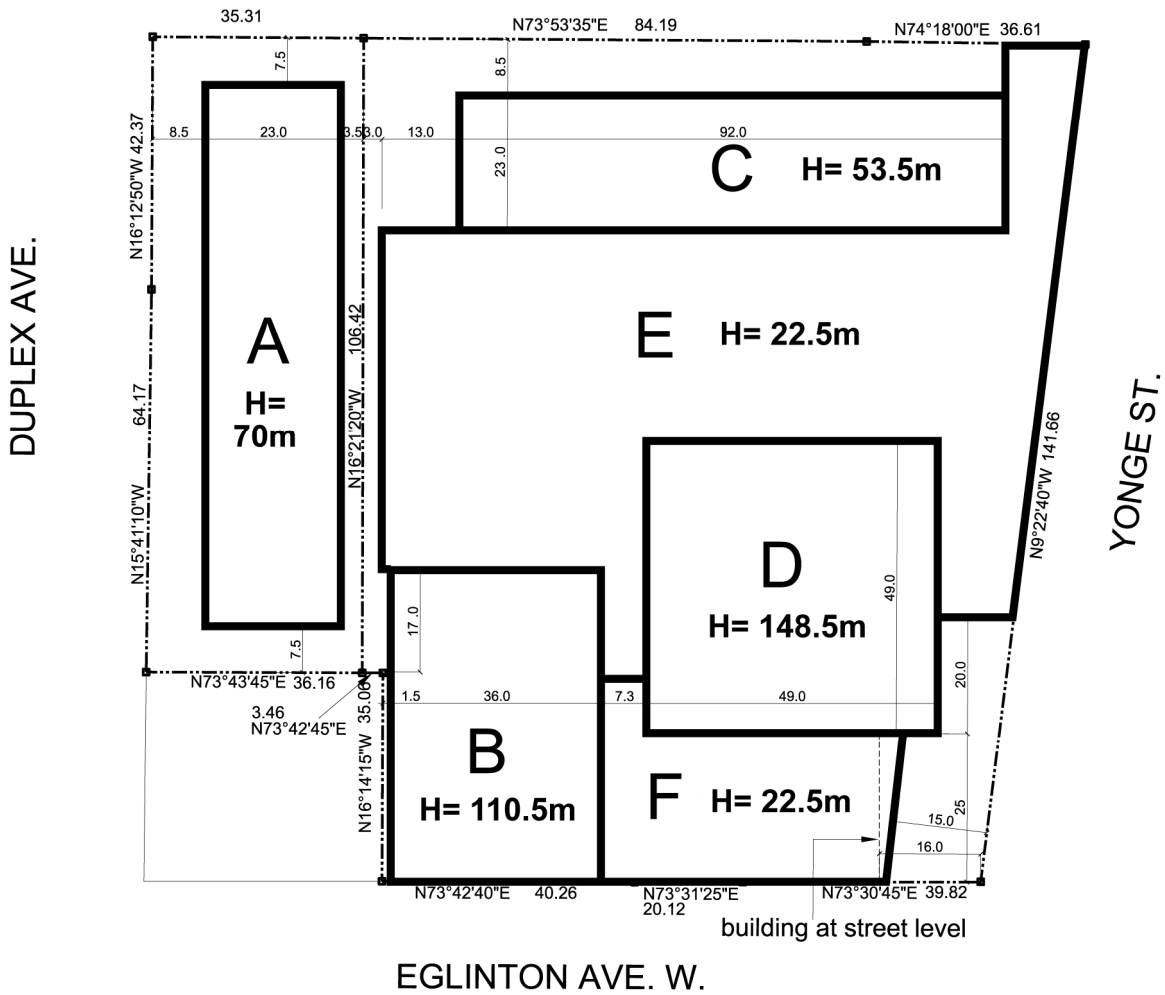 35.31
N73°53'35"E 84.19
N74°18'00"E 36.61
7.5
8.5
N16°12'50"W 42.37
8.5 23.0 3.5 3.0 13.0 92.0
23.0
C H= 53.5m
DUPLEX AVE.
A
H=
70m
E H= 22.5m
N16°21'20"W 106.42
64.17
N15°41'10"W
YONGE ST.
N9°22'40"W 141.66
D
H= 148.5m
49.0
17.0
7.5
N73°43'45"E 36.16
3.46
N73°42'45"E
N16°14'15"W 35.06
1.5 36.0 7.3 49.0
20.0
B
H= 110.5m
F H= 22.5m
25
15.0
16.0
N73°42'40"E 40.26
N73°31'25"E
20.12
N73°30'45"E 39.82
building at street level
EGLINTON AVE. W.